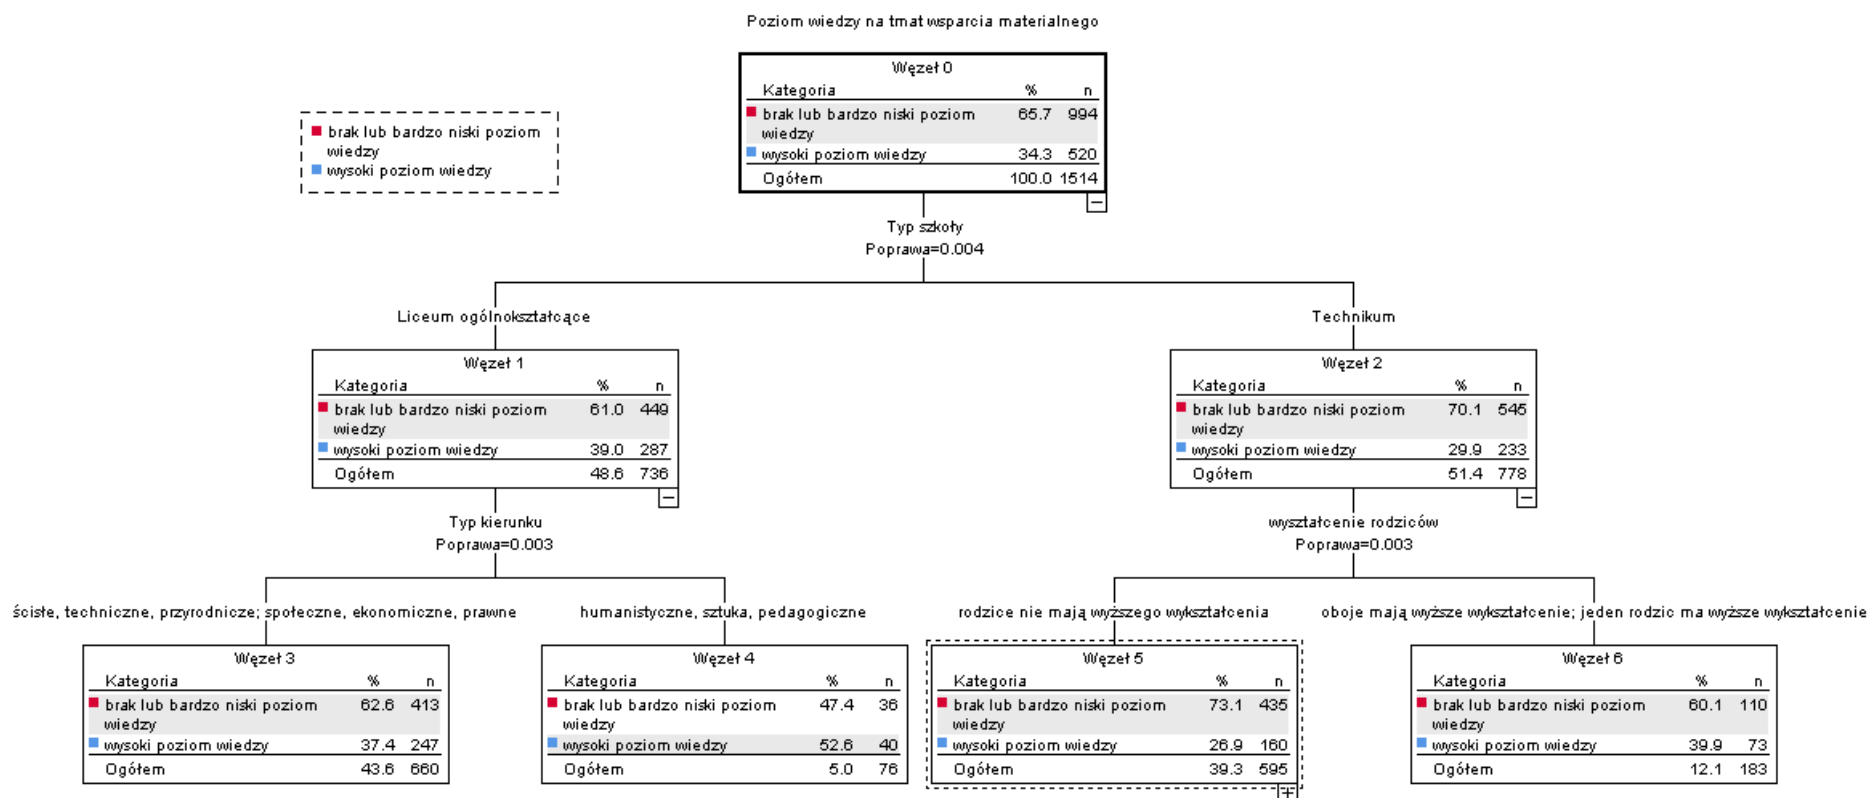 Poziom wiedzy na tmat wsparcia materialnego
Węzeł 0
Kategoria % n
brak lub bardzo niski poziom 65.7 994
wiedzy
wysoki poziom wiedzy 34.3 520
Ogółem 100.0 1514
brak lub bardzo niski poziom
wiedzy
wysoki poziom wiedzy
Typ szkoły
Poprawa=0.004
Liceum ogólnokształcące
Technikum
Węzeł 1
Kategoria % n
brak lub bardzo niski poziom 61.0 449
wiedzy
wysoki poziom wiedzy 39.0 287
Ogółem 48.6 736
Węzeł 2
Kategoria % n
brak lub bardzo niski poziom 70.1 545
wiedzy
wysoki poziom wiedzy 29.9 233
Ogółem 51.4 778
Typ kierunku
Poprawa=0.003
wyształcenie rodziców
Poprawa=0.003
ścisłe, techniczne, przyrodnicze; społeczne, ekonomiczne, prawne
humanistyczne, sztuka, pedagogiczne
rodzice nie mają wyższego wykształcenia
oboje mają wyższe wykształcenie; jeden rodzic ma wyższe wykształcenie
Węzeł 3
Kategoria % n
brak lub bardzo niski poziom 62.6 413
wiedzy
wysoki poziom wiedzy 37.4 247
Ogółem 43.6 660
Węzeł 4
Kategoria % n
brak lub bardzo niski poziom 47.4 36
wiedzy
wysoki poziom wiedzy 52.6 40
Ogółem 5.0 76
Węzeł 5
Kategoria % n
brak lub bardzo niski poziom 73.1 435
wiedzy
wysoki poziom wiedzy 26.9 160
Ogółem 39.3 595
Węzeł 6
Kategoria % n
brak lub bardzo niski poziom 60.1 110
wiedzy
wysoki poziom wiedzy 39.9 73
Ogółem 12.1 183